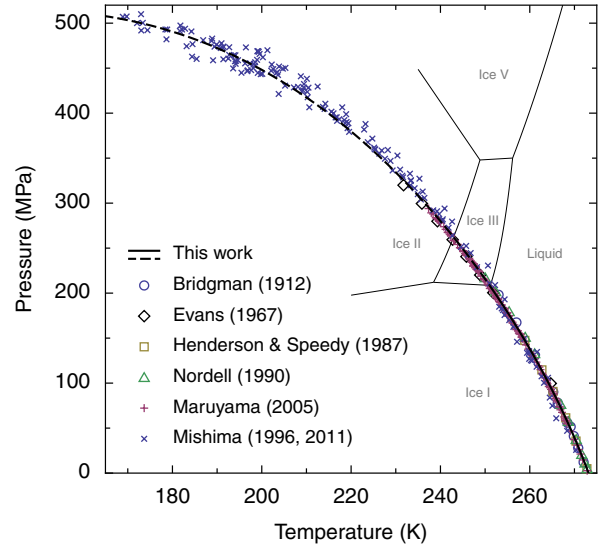 500
400
300
200
100
0
Pressure (MPa)
Ice V
Ice III
Ice II
Liquid
Ice I
This work
Bridgman (1912)
Evans (1967)
Henderson & Speedy (1987)
Nordell (1990)
Maruyama (2005)
Mishima (1996, 2011)
180 200 220 240 260
Temperature (K)